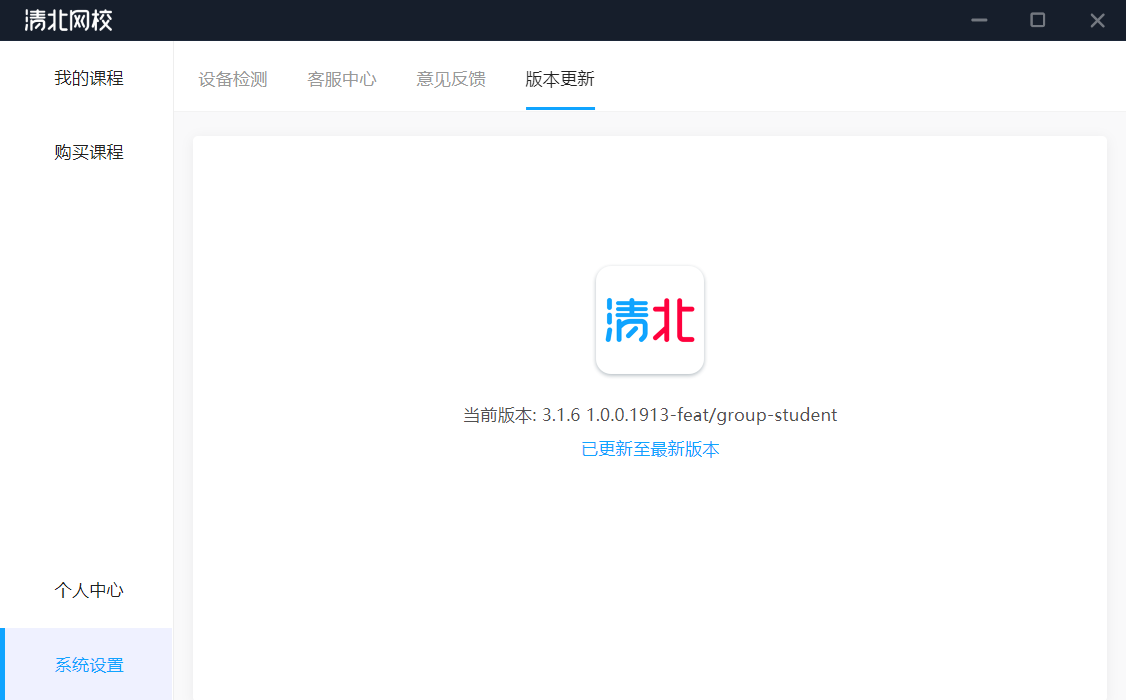 清北网校
我的课程
购买课程
个人中心
系统设置
设备检测 客服中心 意见反馈 版本更新
清北
当前版本: 3.1.6 1.0.0.1913-feat/group-student
已更新至最新版本